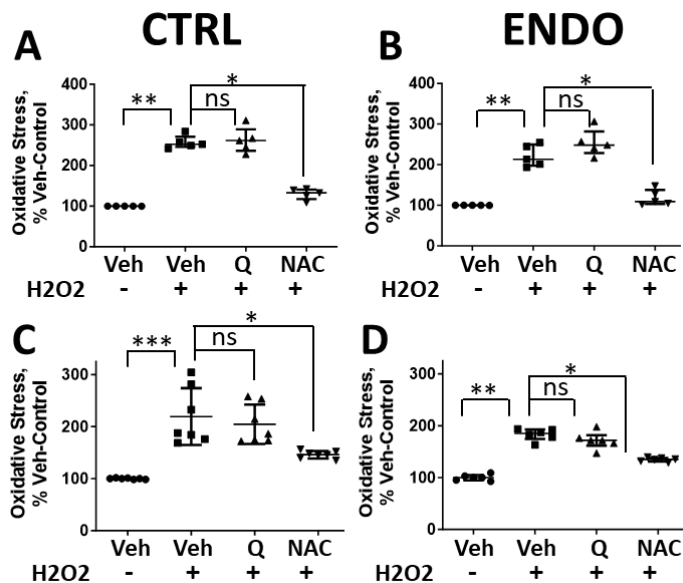 CTRL
ENDO
A
Oxidative Stress,
% Veh-Control
400
300
200
100
0
**
ns
*
Veh Veh Q NAC
H2O2 - + + +
B
Oxidative Stress,
% Veh-Control
400
300
200
100
0
**
ns
*
Veh Veh Q NAC
H2O2 - + + +
C
Oxidative Stress,
% Veh-Control
300
200
100
0
***
ns
*
Veh Veh Q NAC
H2O2 - + + +
D
Oxidative Stress,
% Veh-Control
300
200
100
0
**
ns
*
Veh Veh Q NAC
H2O2 - + + +